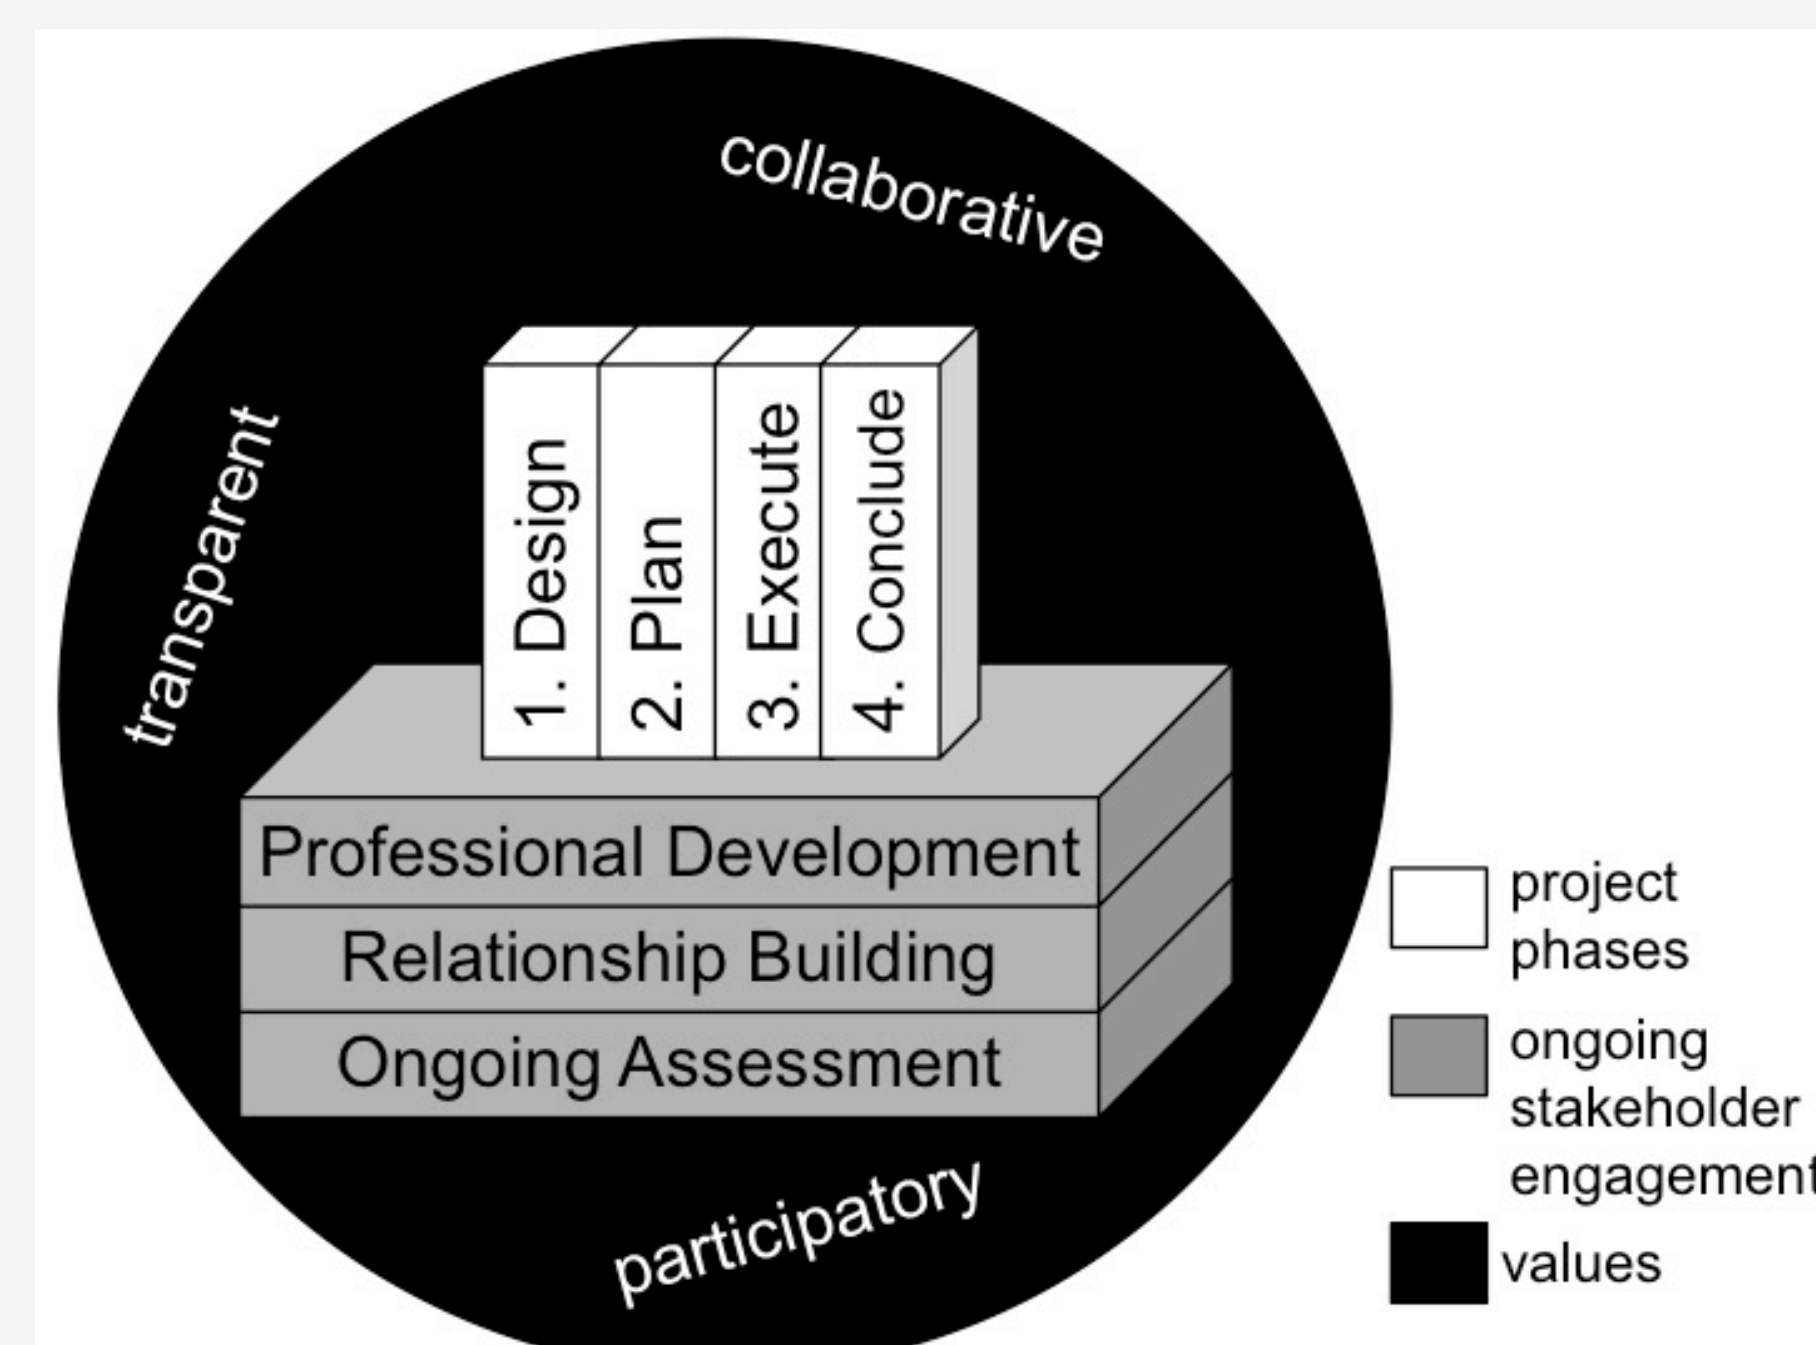 collaborative
transparent
1. Design
2. Plan
3. Execute
4. Conclude
Professional Development
Relationship Building
Ongoing Assessment
participatory
project
phases
ongoing
stakeholder
engagement
values